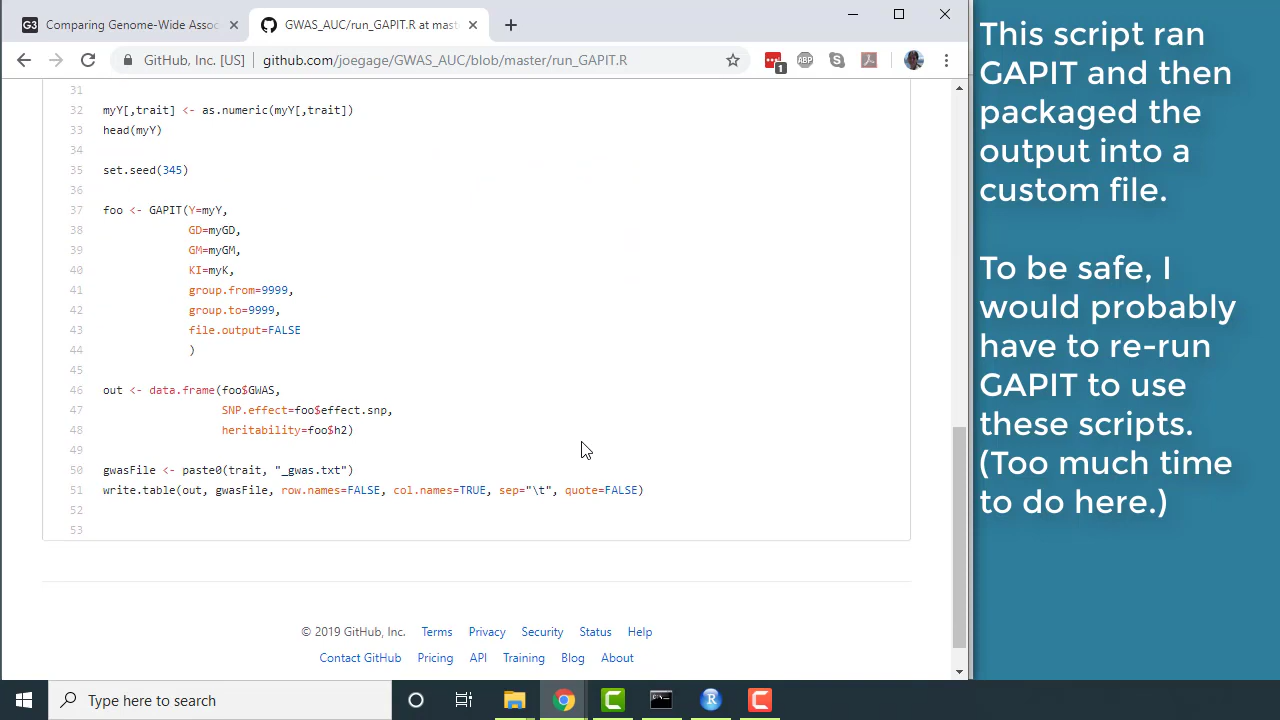 Comparing Genome-Wide Assoc
GWAS_AUC/run_GAPIT.R at mast
GitHub, Inc. [US]
github.com/joegage/GWAS_AUC/blob/master/run_GAPIT.R
1
ABP
31
32 myY[,trait] <- as.numeric(myY[,trait])
33 head(myY)
34
35 set.seed(345)
36
37 foo <- GAPIT(Y=myY,
38 GD=myGD,
39 GM=myGM,
40 KI=myK,
41 group.from=9999,
42 group.to=9999,
43 file.output=FALSE
44 )
45
46 out <- data.frame(foo$GWAS,
47 SNP.effect=foo$effect.snp,
48 heritability=foo$h2)
49
50 gwasFile <- paste0(trait, "_gwas.txt")
51 write.table(out, gwasFile, row.names=FALSE, col.names=TRUE, sep="\t", quote=FALSE)
52
53
© 2019 GitHub, Inc. Terms Privacy Security Status Help
Contact GitHub Pricing API Training Blog About
Type here to search
This script ran
GAPIT and then
packaged the
output into a
custom file.
To be safe, I
would probably
have to re-run
GAPIT to use
these scripts.
(Too much time
to do here.)